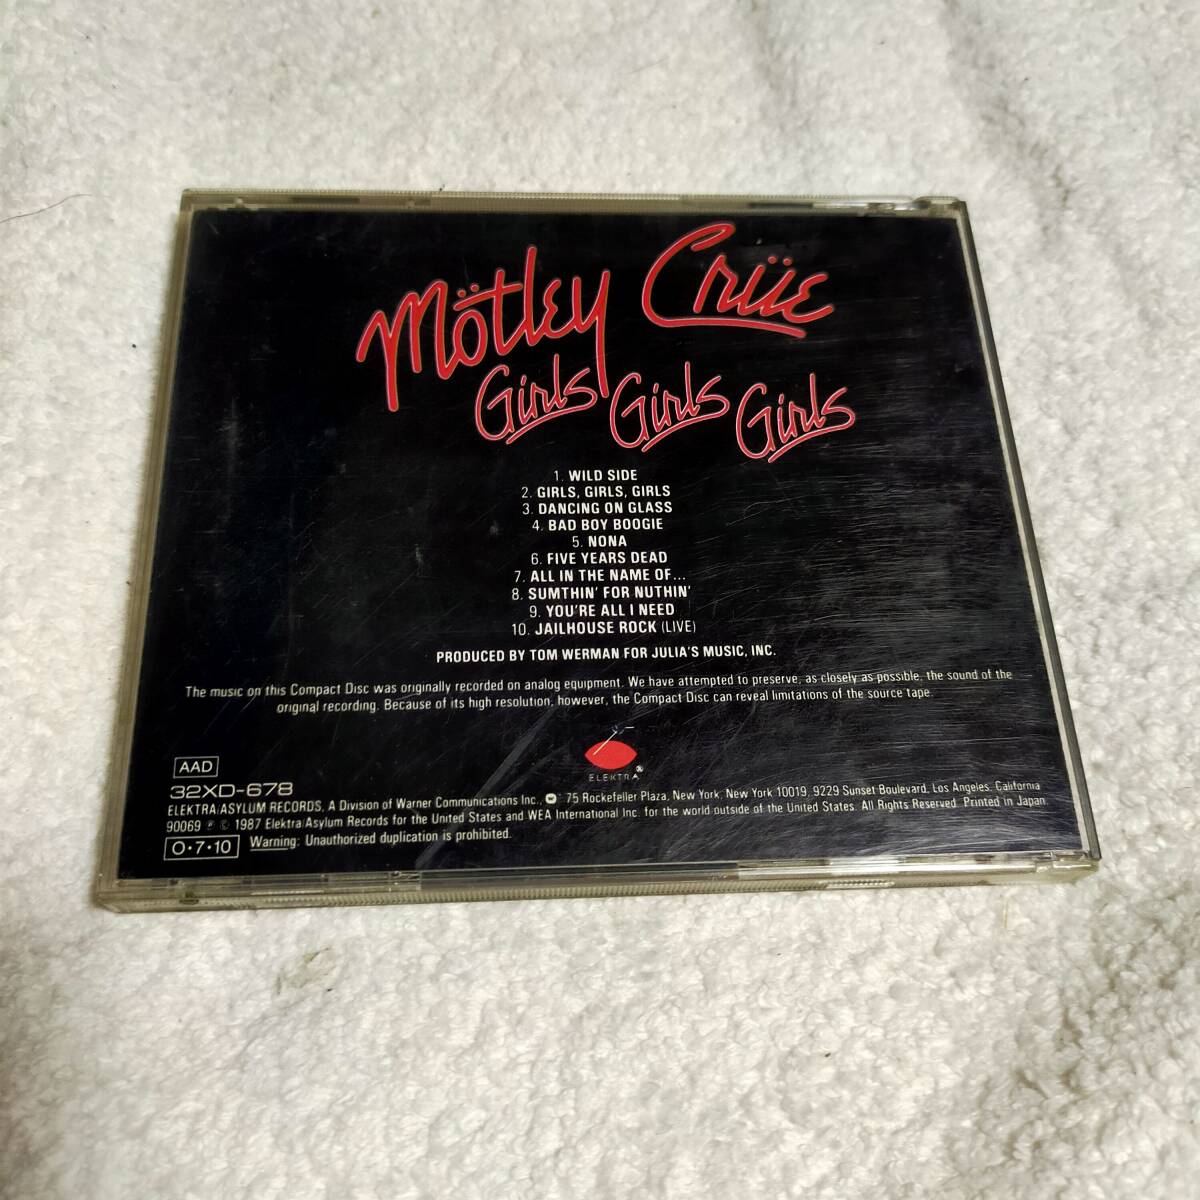 Mötley Crüe
Girls Girls Girls
1. WILD SIDE
2. GIRLS, GIRLS, GIRLS
3. DANCING ON GLASS
4. BAD BOY BOOGIE
5. NONA
6. FIVE YEARS DEAD
7. ALL IN THE NAME OF...
8. SUMTHIN' FOR NUTHIN'
9. YOU'RE ALL I NEED
10. JAILHOUSE ROCK (LIVE)
PRODUCED BY TOM WERMAN FOR JULIA'S MUSIC, INC.
The music on this Compact Disc was originally recorded on analog equipment. We have attempted to preserve, as closely as possible, the sound of the
original recording. Because of its high resolution, however, the Compact Disc can reveal limitations of the source tape.
ELEKTRA
AAD
32XD-678
ELEKTRA/ASYLUM RECORDS, A Division of Warner Communications Inc., 75 Rockefeller Plaza, New York, New York 10019, 9229 Sunset Boulevard, Los Angeles, California
90069 ℗ © 1987 Elektra/Asylum Records for the United States and WEA International Inc. for the world outside of the United States. All Rights Reserved. Printed in Japan
O·7·10 Warning: Unauthorized duplication is prohibited.